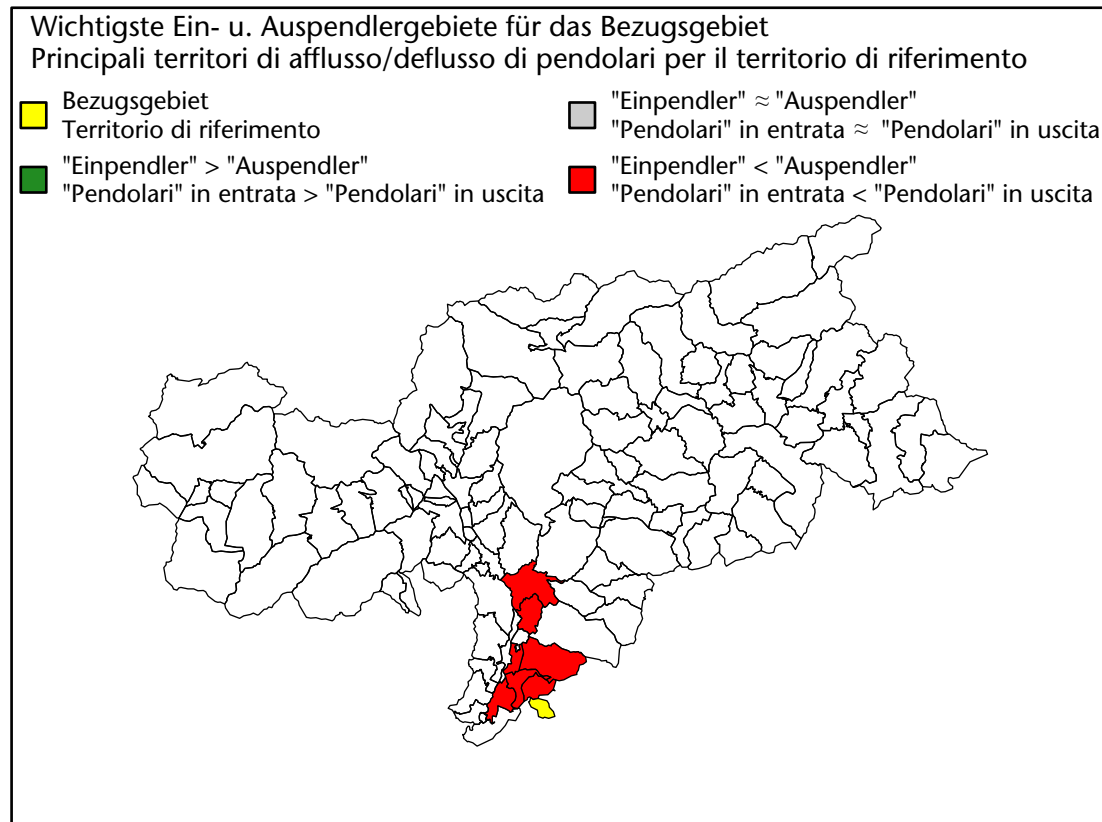 Wichtigste Ein- u. Auspendlergebiete für das Bezugsgebiet
Principali territori di afflusso/deflusso di pendolari per il territorio di riferimento
Bezugsgebiet
Territorio di riferimento
"Einpendler" > "Auspendler"
"Pendolari" in entrata > "Pendolari" in uscita
"Einpendler" ≈ "Auspendler"
"Pendolari" in entrata ≈ "Pendolari" in uscita
"Einpendler" < "Auspendler"
"Pendolari" in entrata < "Pendolari" in uscita